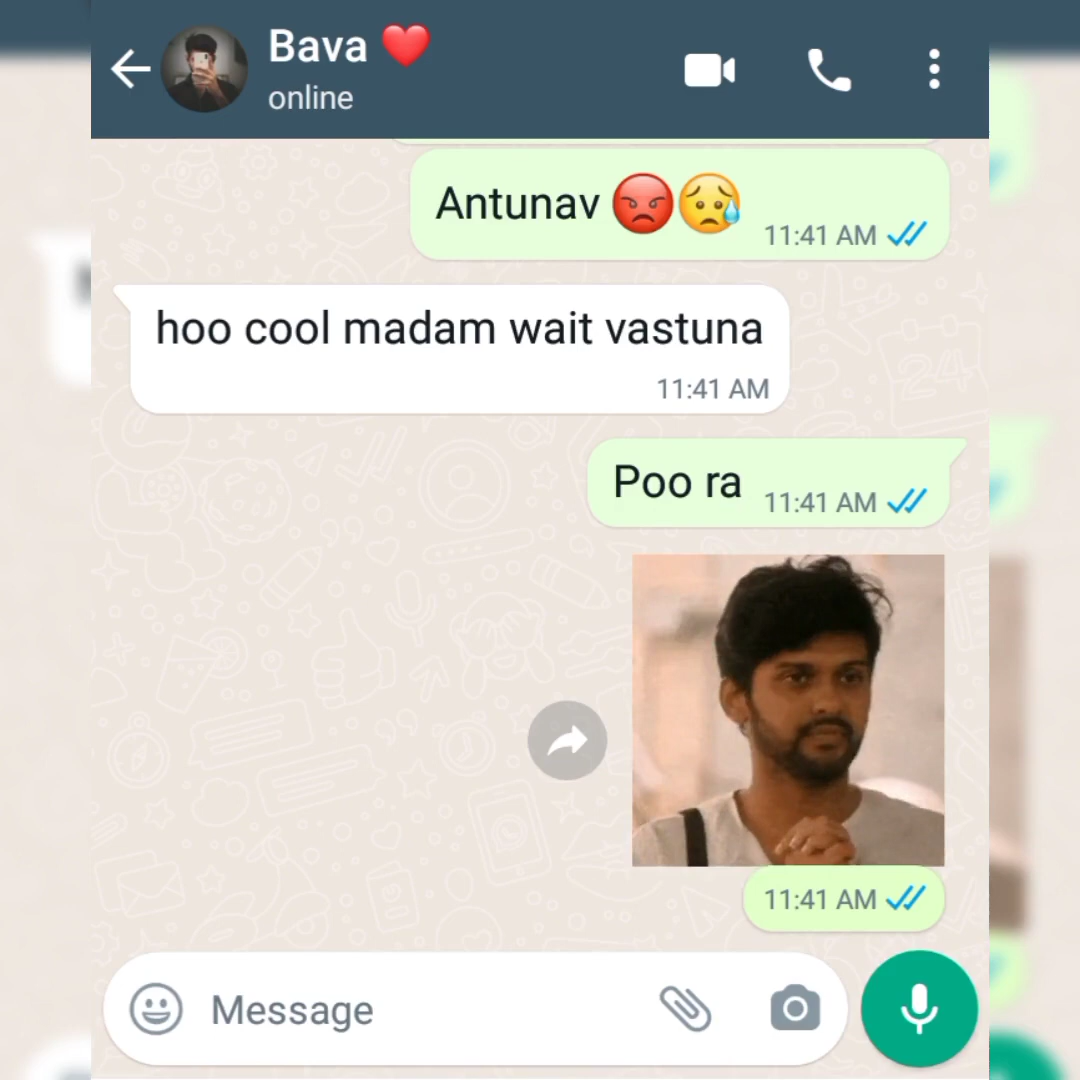 Bava ❤️
online
Antunav 😡😥
11:41 AM
hoo cool madam wait vastuna
11:41 AM
Poo ra
11:41 AM
11:41 AM
Message